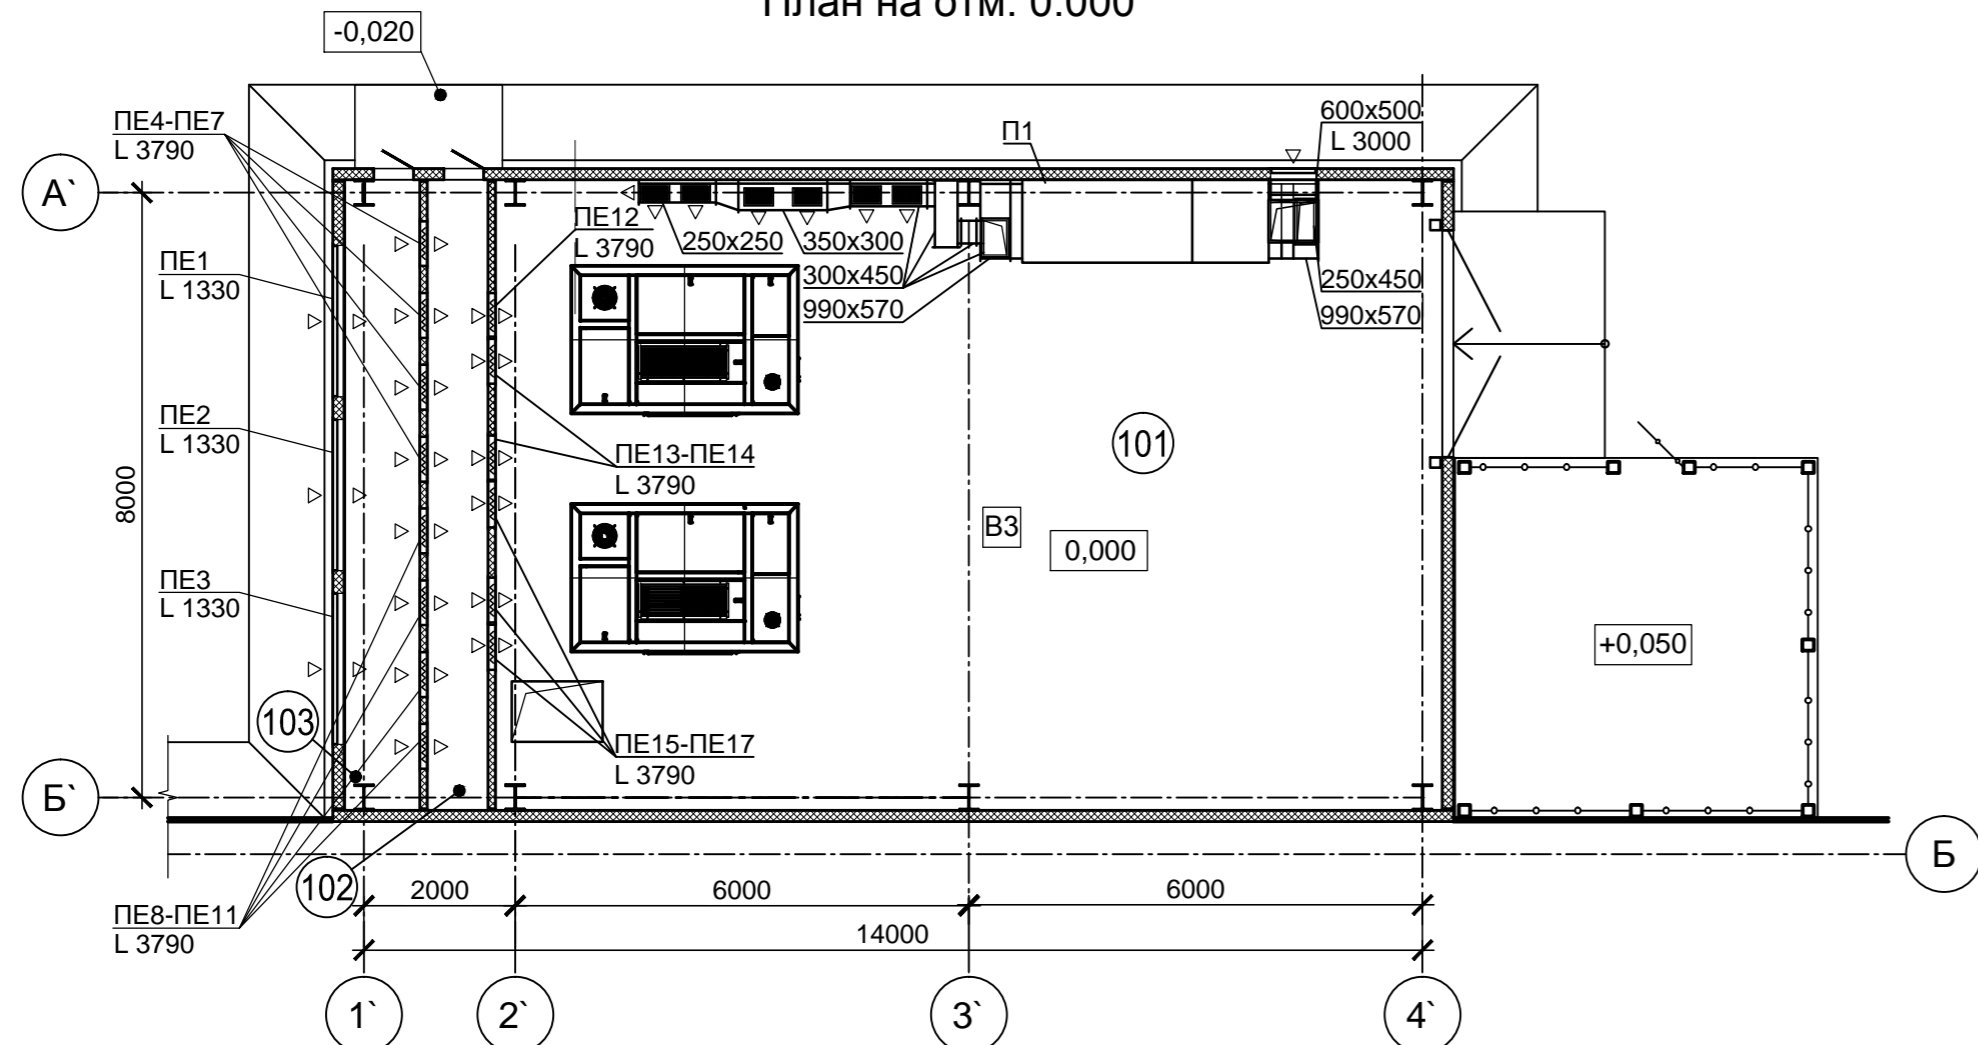 План на отм. 0.000
-0,020
ПЕ4-ПЕ7
L 3790
П1
600x500
L 3000
А`
ПЕ12
L 3790
250x250
350x300
ПЕ1
L 1330
300x450
990x570
250x450
990x570
ПЕ2
L 1330
101
ПЕ13-ПЕ14
L 3790
8000
В3
0,000
ПЕ3
L 1330
+0,050
103
ПЕ15-ПЕ17
L 3790
Б`
Б
102
2000
6000
6000
ПЕ8-ПЕ11
L 3790
14000
1`
2`
3`
4`